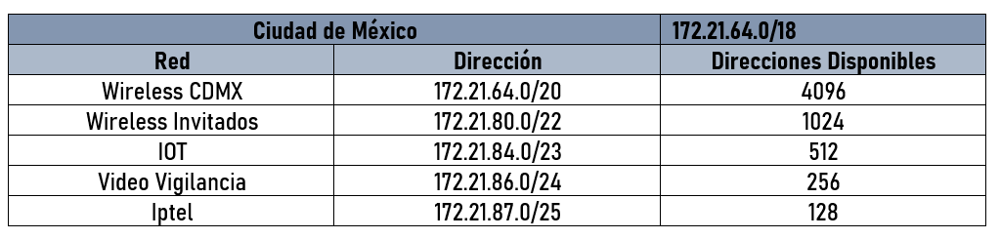 Ciudad de México 172.21.64.0/18
Red Dirección Direcciones Disponibles
Wireless CDMX 172.21.64.0/20 4096
Wireless Invitados 172.21.80.0/22 1024
IOT 172.21.84.0/23 512
Video Vigilancia 172.21.86.0/24 256
Iptel 172.21.87.0/25 128